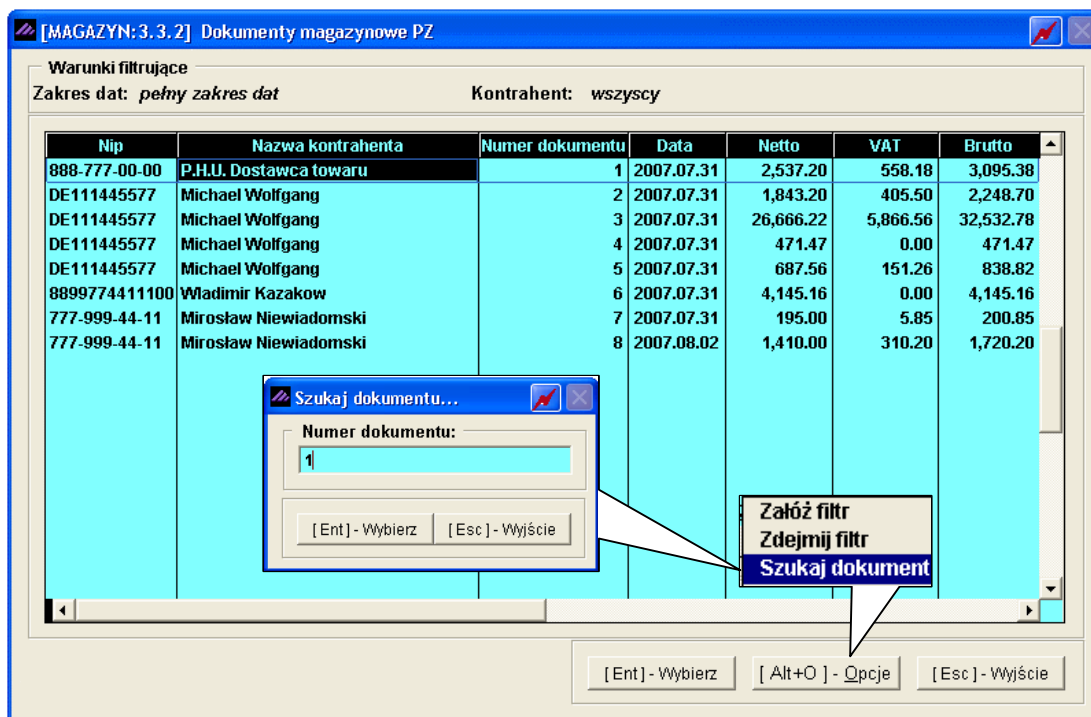 [MAGAZYN:3.3.2] Dokumenty magazynowe PZ
Warunki filtrujące
Zakres dat: pełny zakres dat Kontrahent: wszyscy
Nip Nazwa kontrahenta Numer dokumentu Data Netto VAT Brutto
888-777-00-00 P.H.U. Dostawca towaru 1 2007.07.31 2,537.20 558.18 3,095.38
DE111445577 Michael Wolfgang 2 2007.07.31 1,843.20 405.50 2,248.70
DE111445577 Michael Wolfgang 3 2007.07.31 26,666.22 5,866.56 32,532.78
DE111445577 Michael Wolfgang 4 2007.07.31 471.47 0.00 471.47
DE111445577 Michael Wolfgang 5 2007.07.31 687.56 151.26 838.82
8899774411100 Wladimir Kazakow 6 2007.07.31 4,145.16 0.00 4,145.16
777-999-44-11 Mirosław Niewiadomski 7 2007.07.31 195.00 5.85 200.85
777-999-44-11 Mirosław Niewiadomski 8 2007.08.02 1,410.00 310.20 1,720.20
Szukaj dokumentu...
Numer dokumentu:
1
[Ent]- Wybierz [Esc]- Wyjście
Załóż filtr
Zdejmij filtr
Szukaj dokument
[Ent]- Wybierz [ Alt+O ] - Opcje [Esc]- Wyjście